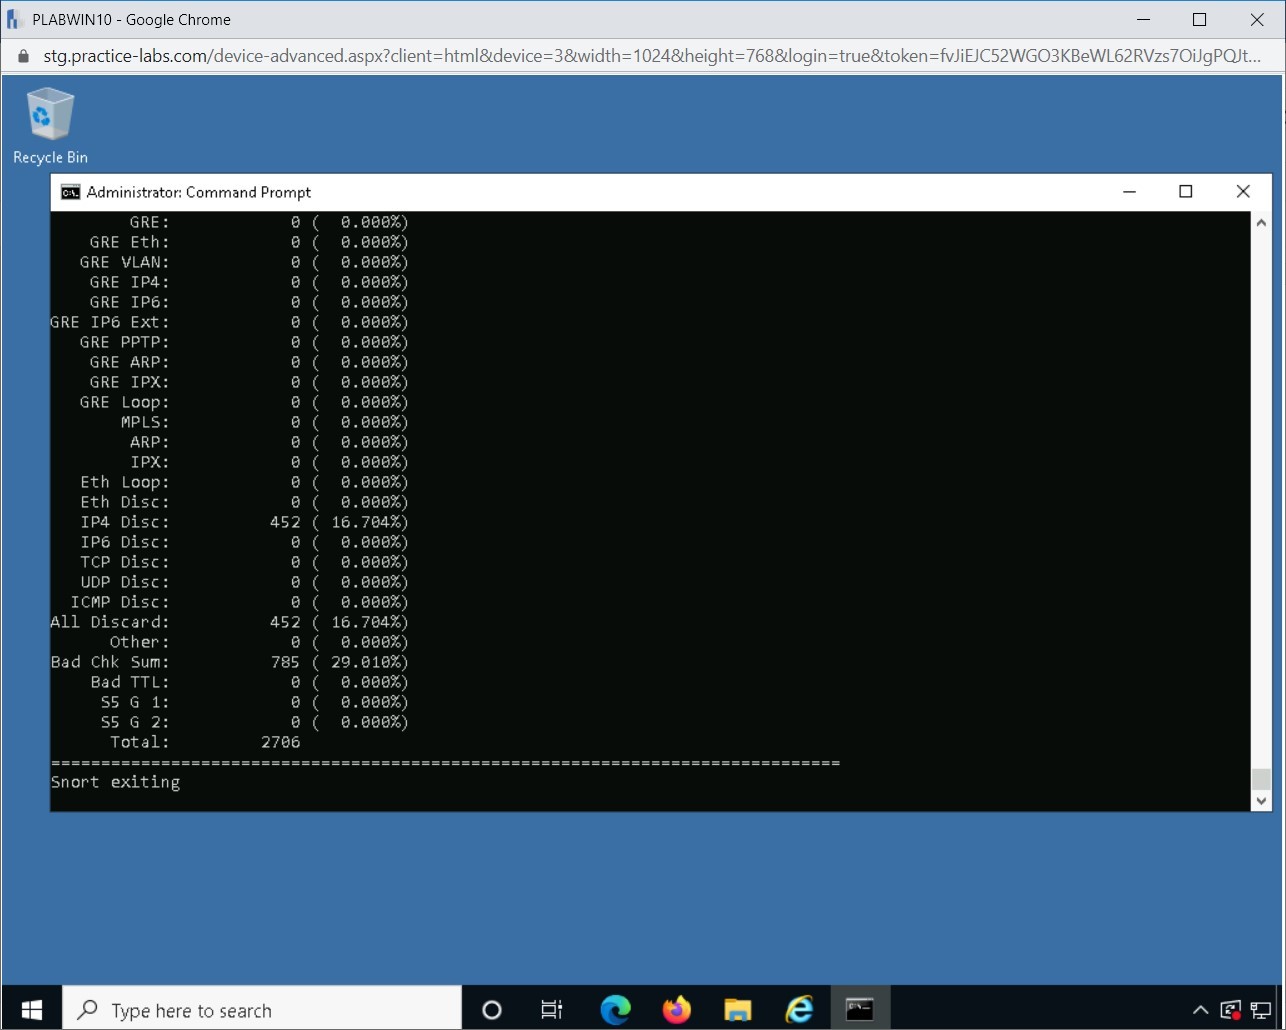 PLABWIN10 - Google Chrome
stg.practice-labs.com/device-advanced.aspx?client=html&device=3&width=1024&height=768&login=true&token=fvJiEJC52WGO3KBeWL62RVzs7OiJgPQJt...
Recycle Bin
Administrator: Command Prompt
GRE: 0 ( 0.000%)
GRE Eth: 0 ( 0.000%)
GRE VLAN: 0 ( 0.000%)
GRE IP4: 0 ( 0.000%)
GRE IP6: 0 ( 0.000%)
GRE IP6 Ext: 0 ( 0.000%)
GRE PPTP: 0 ( 0.000%)
GRE ARP: 0 ( 0.000%)
GRE IPX: 0 ( 0.000%)
GRE Loop: 0 ( 0.000%)
MPLS: 0 ( 0.000%)
ARP: 0 ( 0.000%)
IPX: 0 ( 0.000%)
Eth Loop: 0 ( 0.000%)
Eth Disc: 0 ( 0.000%)
IP4 Disc: 452 ( 16.704%)
IP6 Disc: 0 ( 0.000%)
TCP Disc: 0 ( 0.000%)
UDP Disc: 0 ( 0.000%)
ICMP Disc: 0 ( 0.000%)
All Discard: 452 ( 16.704%)
Other: 0 ( 0.000%)
Bad Chk Sum: 785 ( 29.010%)
Bad TTL: 0 ( 0.000%)
S5 G 1: 0 ( 0.000%)
S5 G 2: 0 ( 0.000%)
Total: 2706
===============================================================================
Snort exiting
Type here to search